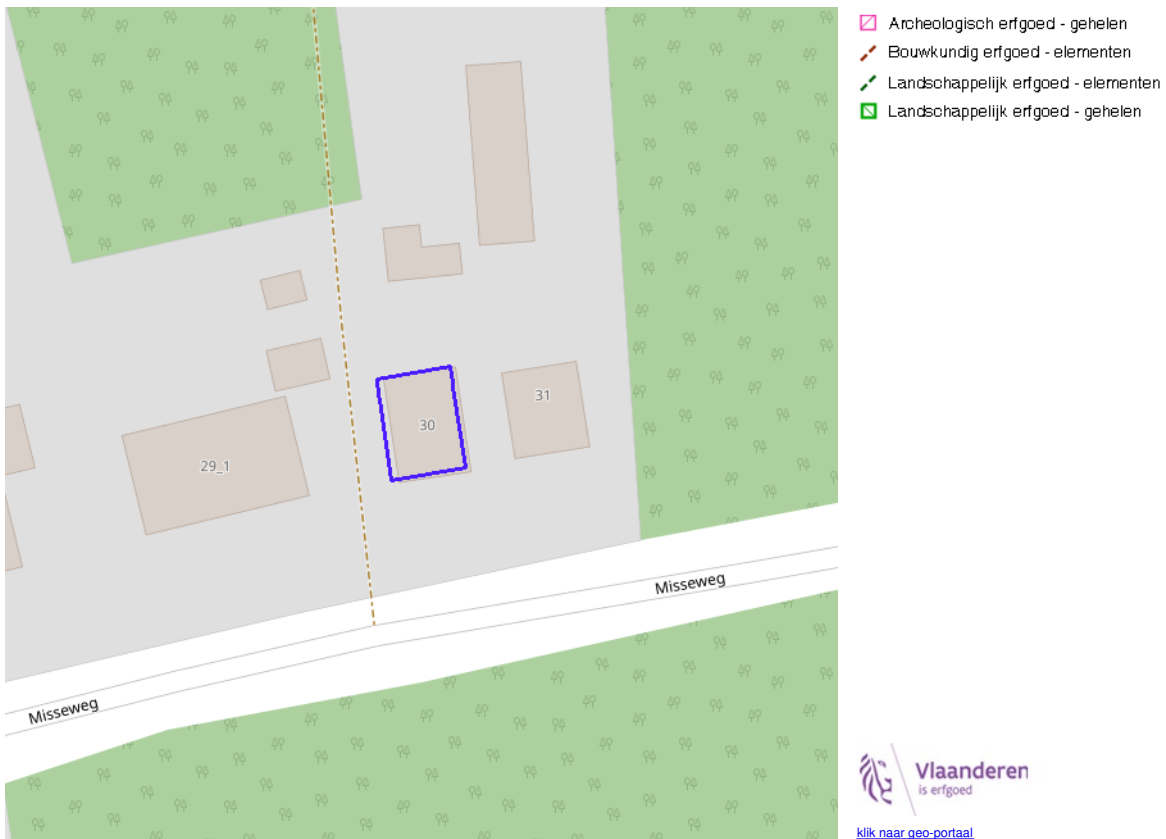 Archeologisch erfgoed - gehelen
Bouwkundig erfgoed - elementen
Landschappelijk erfgoed - elementen
Landschappelijk erfgoed - gehelen
31
30
29_1
Misseweg
Misseweg
Vlaanderen
is erfgoed
klik naar geo-portaal